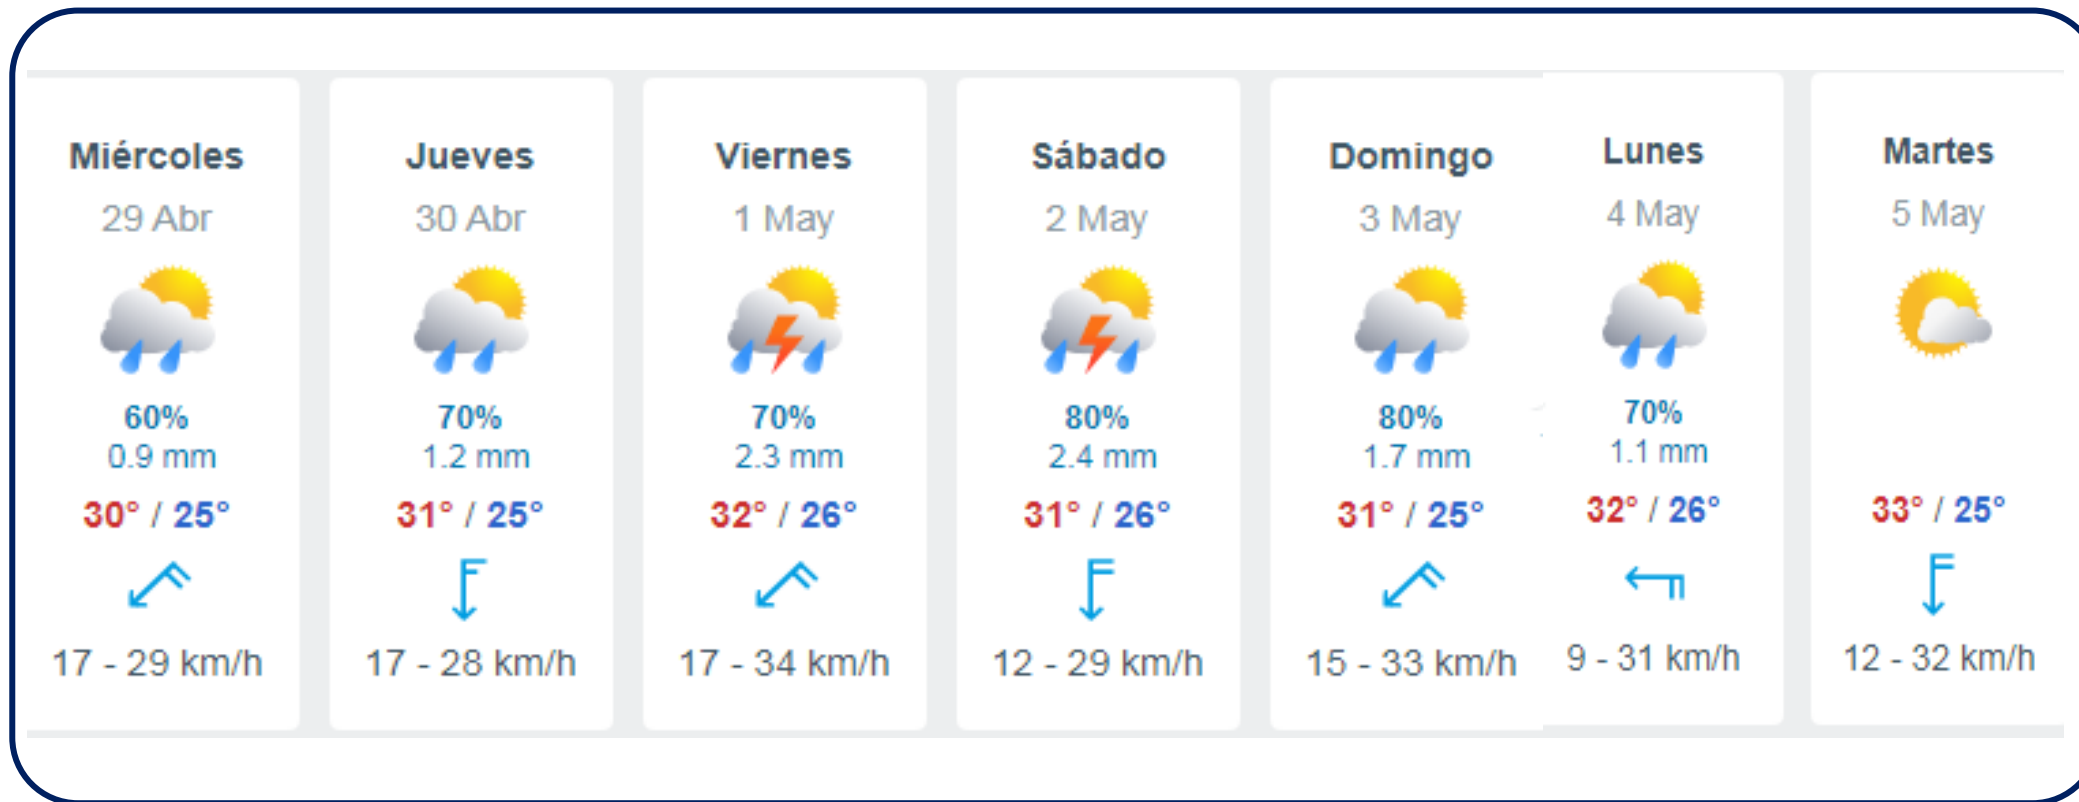 Miércoles
29 Abr
60%
0.9 mm
30° / 25°
17 - 29 km/h
Jueves
30 Abr
70%
1.2 mm
31° / 25°
17 - 28 km/h
Viernes
1 May
70%
2.3 mm
32° / 26°
17 - 34 km/h
Sábado
2 May
80%
2.4 mm
31° / 26°
12 - 29 km/h
Domingo
3 May
80%
1.7 mm
31° / 25°
15 - 33 km/h
Lunes
4 May
70%
1.1 mm
32° / 26°
9 - 31 km/h
Martes
5 May
33° / 25°
12 - 32 km/h